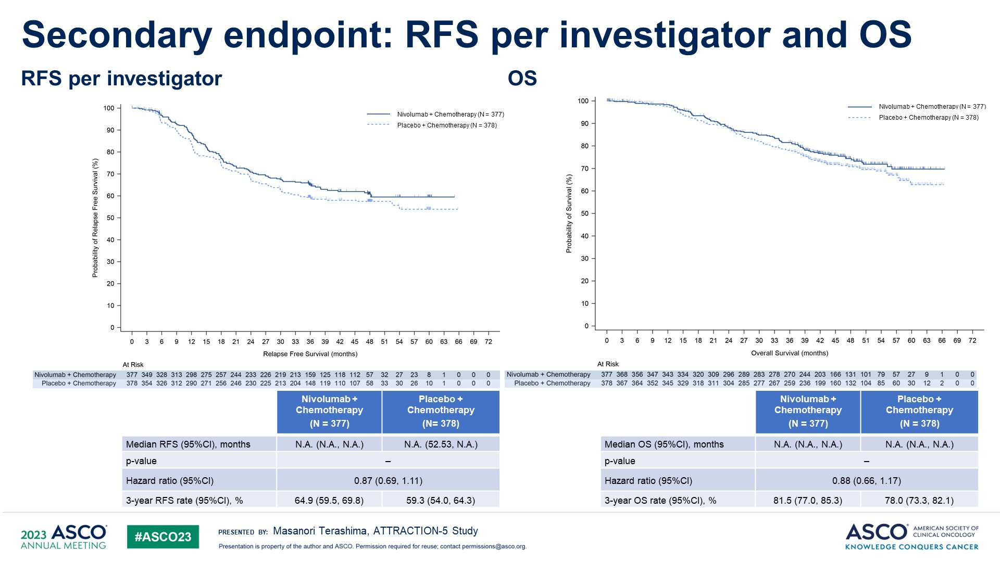 Secondary endpoint: RFS per investigator and OS
RFS per investigator
Probability of Relapse Free Survival (%)
100
90
80
70
60
50
40
30
20
10
0
Nivolumab + Chemotherapy (N = 377)
Placebo + Chemotherapy (N = 378)
0 3 6 9 12 15 18 21 24 27 30 33 36 39 42 45 48 51 54 57 60 63 66 69 72
Relapse Free Survival (months)
At Risk
Nivolumab + Chemotherapy 377 349 328 313 298 275 257 244 233 226 219 213 159 125 118 112 57 32 27 23 8 1 0 0 0
Placebo + Chemotherapy 378 354 326 312 290 271 256 246 230 225 213 204 148 119 110 107 58 33 30 26 10 1 0 0 0
Nivolumab + Chemotherapy (N = 377)
Placebo + Chemotherapy (N= 378)
Median RFS (95%CI), months N.A. (N.A., N.A.) N.A. (52.53, N.A.)
p-value –
Hazard ratio (95%CI) 0.87 (0.69, 1.11)
3-year RFS rate (95%CI), % 64.9 (59.5, 69.8) 59.3 (54.0, 64.3)
OS
Probability of Survival (%)
100
90
80
70
60
50
40
30
20
10
0
Nivolumab + Chemotherapy (N = 377)
Placebo + Chemotherapy (N = 378)
0 3 6 9 12 15 18 21 24 27 30 33 36 39 42 45 48 51 54 57 60 63 66 69 72
Overall Survival (months)
At Risk
Nivolumab + Chemotherapy 377 368 356 347 343 334 320 309 296 289 283 278 270 244 203 166 131 101 79 57 27 9 1 0 0
Placebo + Chemotherapy 378 367 364 352 345 329 318 311 304 285 277 267 259 236 199 160 132 104 85 60 30 12 2 0 0
Nivolumab + Chemotherapy (N = 377)
Placebo + Chemotherapy (N = 378)
Median OS (95%CI), months N.A. (N.A., N.A.) N.A. (N.A., N.A.)
p-value –
Hazard ratio (95%CI) 0.88 (0.66, 1.17)
3-year OS rate (95%CI), % 81.5 (77.0, 85.3) 78.0 (73.3, 82.1)
2023 ASCO®
ANNUAL MEETING
#ASCO23
PRESENTED BY: Masanori Terashima, ATTRACTION-5 Study
Presentation is property of the author and ASCO. Permission required for reuse; contact permissions@asco.org.
ASCO® AMERICAN SOCIETY OF
CLINICAL ONCOLOGY
KNOWLEDGE CONQUERS CANCER